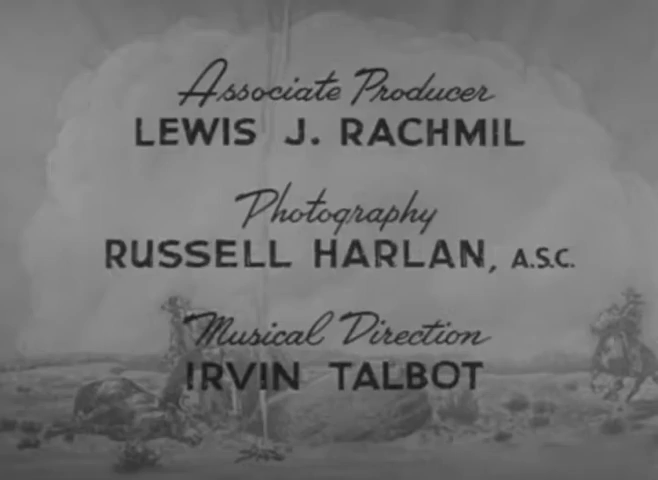 Associate Producer
LEWIS J. RACHMIL
Photography
RUSSELL HARLAN, A.S.C.
Musical Direction
IRVIN TALBOT